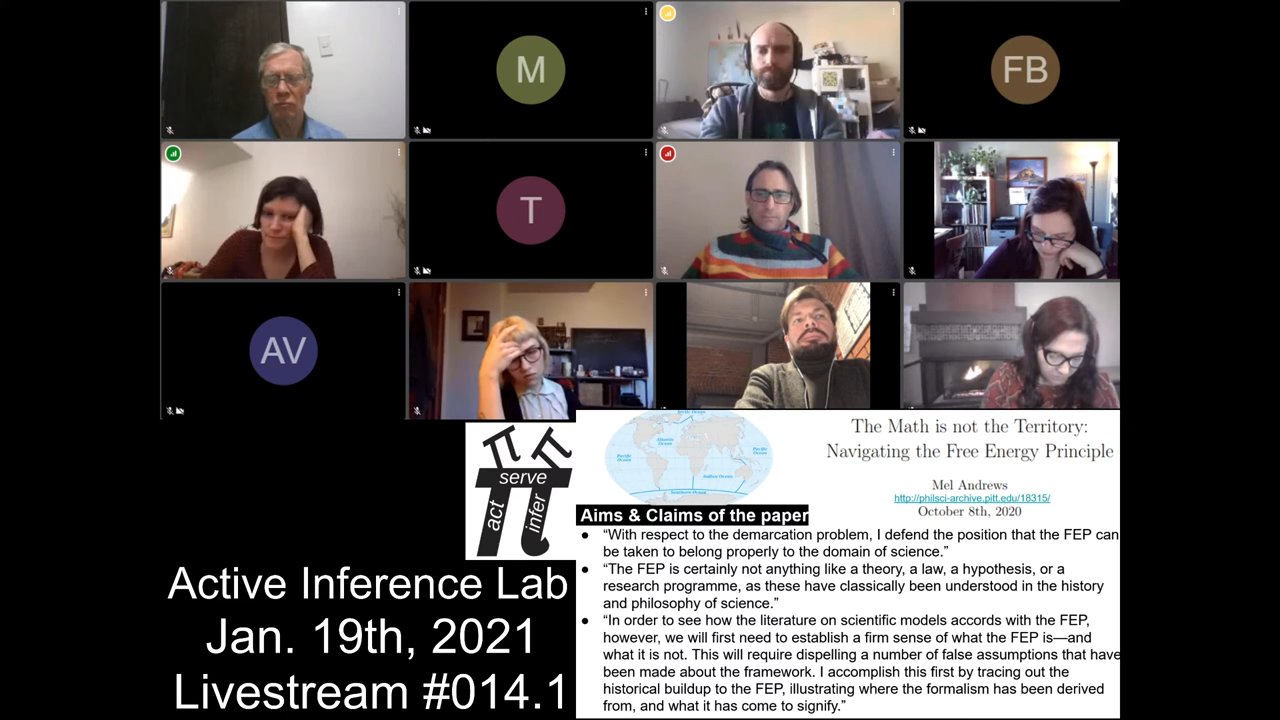 M
FB
T
AV
The Math is not the Territory:
Navigating the Free Energy Principle
Mel Andrews
http://philsci-archive.pitt.edu/18315/
October 8th, 2020
serve
act
infer
Aims & Claims of the paper
● “With respect to the demarcation problem, I defend the position that the FEP can
be taken to belong properly to the domain of science.”
● “The FEP is certainly not anything like a theory, a law, a hypothesis, or a
research programme, as these have classically been understood in the history
and philosophy of science.”
● “In order to see how the literature on scientific models accords with the FEP,
however, we will first need to establish a firm sense of what the FEP is—and
what it is not. This will require dispelling a number of false assumptions that have
been made about the framework. I accomplish this first by tracing out the
historical buildup to the FEP, illustrating where the formalism has been derived
from, and what it has come to signify.”
Active Inference Lab
Jan. 19th, 2021
Livestream #014.1